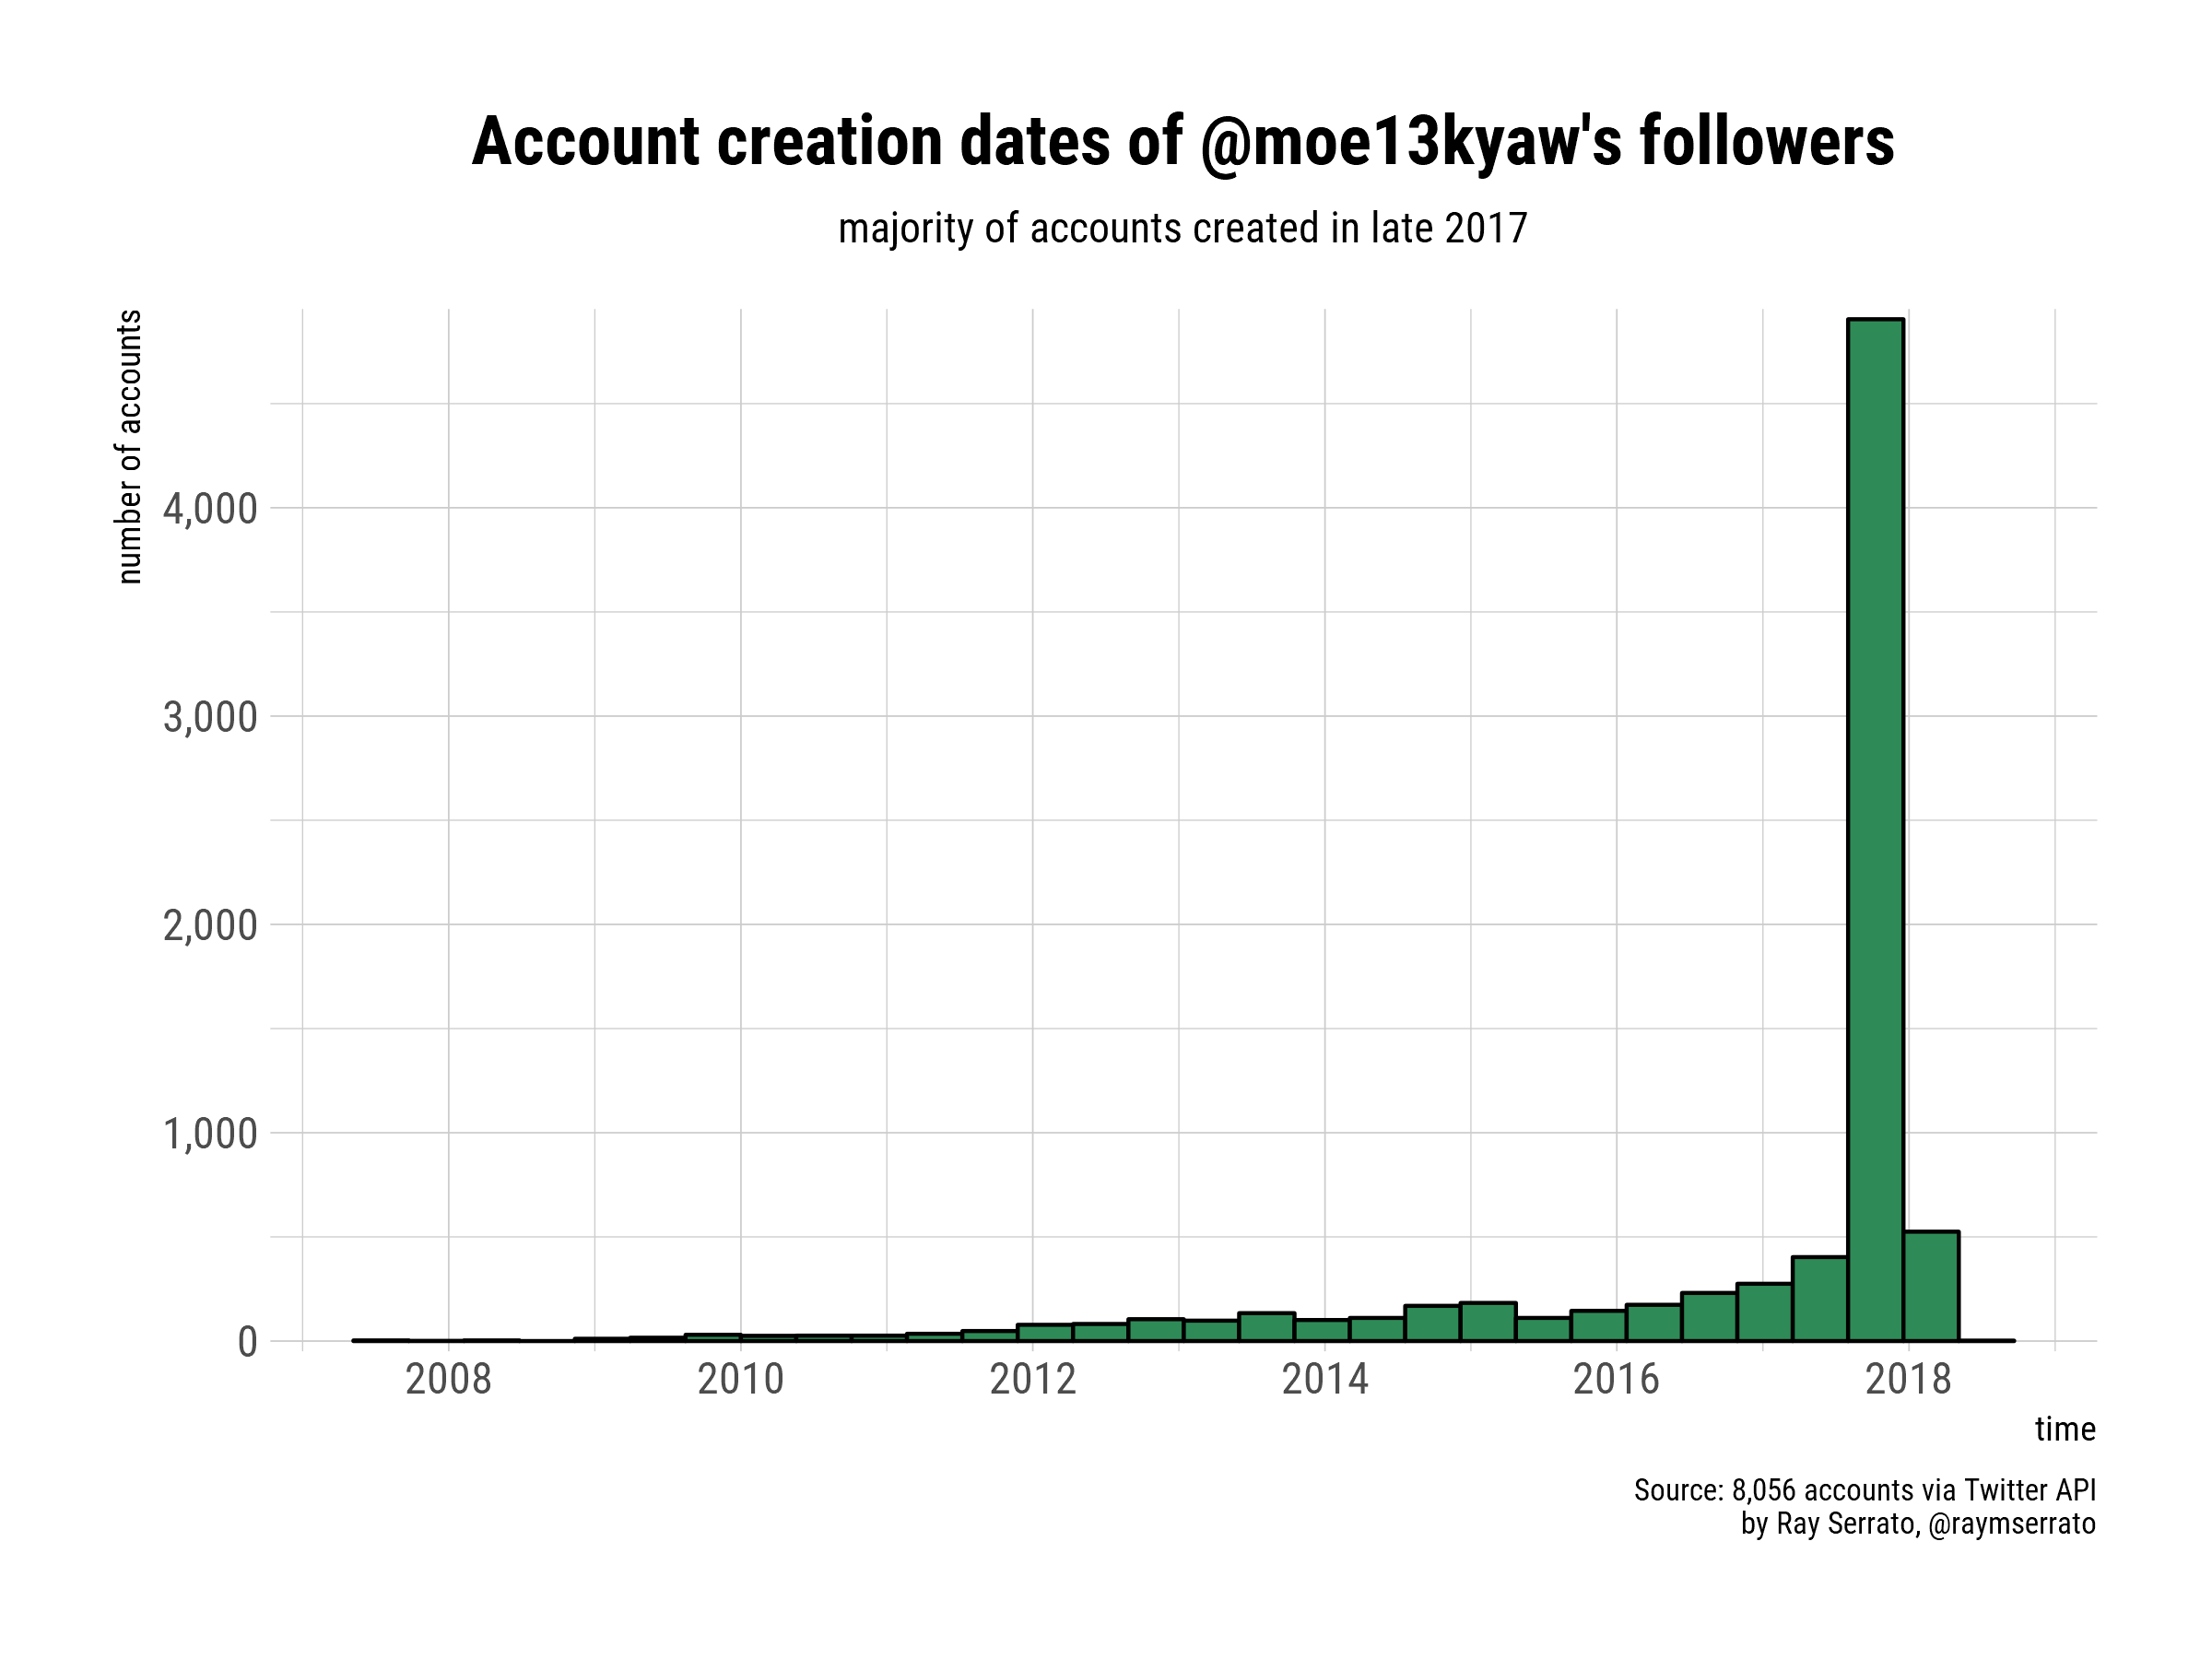 Account creation dates of @moe13kyaw's followers
majority of accounts created in late 2017
number of accounts
4,000
3,000
2,000
1,000
0
2008 2010 2012 2014 2016 2018
time
Source: 8,056 accounts via Twitter API
by Ray Serrato, @raymserrato